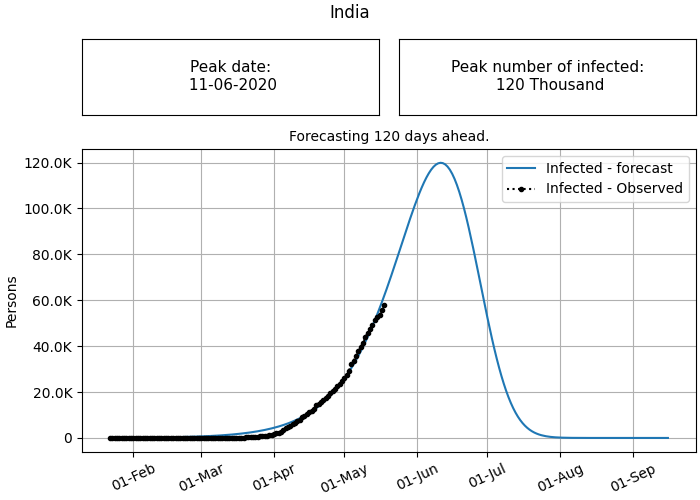 India
Peak date:
11-06-2020
Peak number of infected:
120 Thousand
Forecasting 120 days ahead.
120.0K
100.0K
80.0K
60.0K
40.0K
20.0K
0
Persons
Infected - forecast
Infected - Observed
01-Feb
01-Mar
01-Apr
01-May
01-Jun
01-Jul
01-Aug
01-Sep